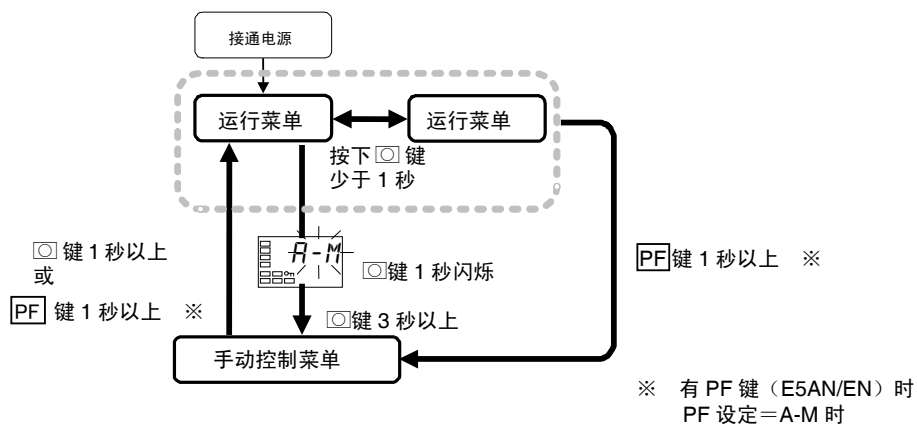 接通电源
运行菜单
运行菜单
按下 键
少于 1 秒
A-M
键 1 秒以上
或
PF 键 1 秒以上 ※
键 1 秒闪烁
键 3 秒以上
PF键 1 秒以上 ※
手动控制菜单
※ 有 PF 键（E5AN/EN）时
PF 设定＝A-M 时